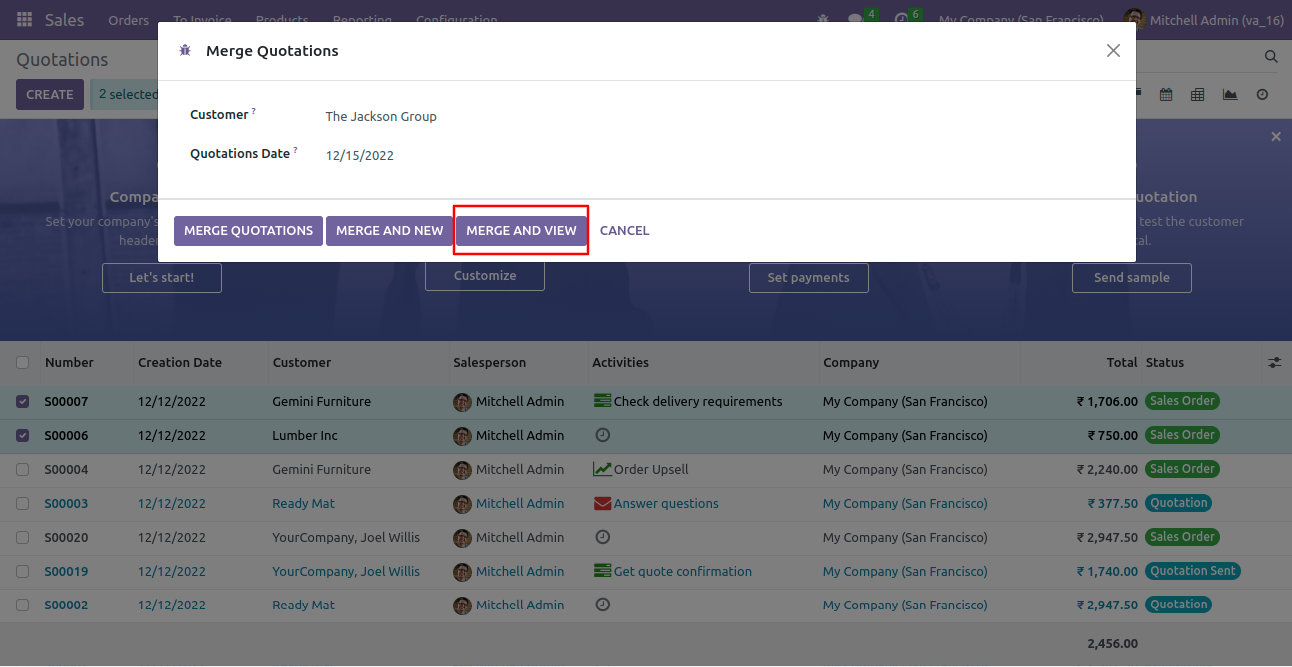 Sales Orders To Invoice Products Reporting Configuration 4 6 My Company (San Francisco) Mitchell Admin (va_16)
Merge Quotations
Quotations
CREATE 2 selected
Customer ? The Jackson Group
Quotations Date ? 12/15/2022
Set your company's
test the customer
MERGE QUOTATIONS MERGE AND NEW MERGE AND VIEW CANCEL
Let's start! Customize Set payments Send sample
Number Creation Date Customer Salesperson Activities Company Total Status
S00007 12/12/2022 Gemini Furniture Mitchell Admin Check delivery requirements My Company (San Francisco) ₹ 1,706.00 Sales Order
S00006 12/12/2022 Lumber Inc Mitchell Admin My Company (San Francisco) ₹ 750.00 Sales Order
S00004 12/12/2022 Gemini Furniture Mitchell Admin Order Upsell My Company (San Francisco) ₹ 2,240.00 Sales Order
S00003 12/12/2022 Ready Mat Mitchell Admin Answer questions My Company (San Francisco) ₹ 377.50 Quotation
S00020 12/12/2022 YourCompany, Joel Willis Mitchell Admin My Company (San Francisco) ₹ 2,947.50 Sales Order
S00019 12/12/2022 YourCompany, Joel Willis Mitchell Admin Get quote confirmation My Company (San Francisco) ₹ 1,740.00 Quotation Sent
S00002 12/12/2022 Ready Mat Mitchell Admin My Company (San Francisco) ₹ 2,947.50 Quotation
2,456.00